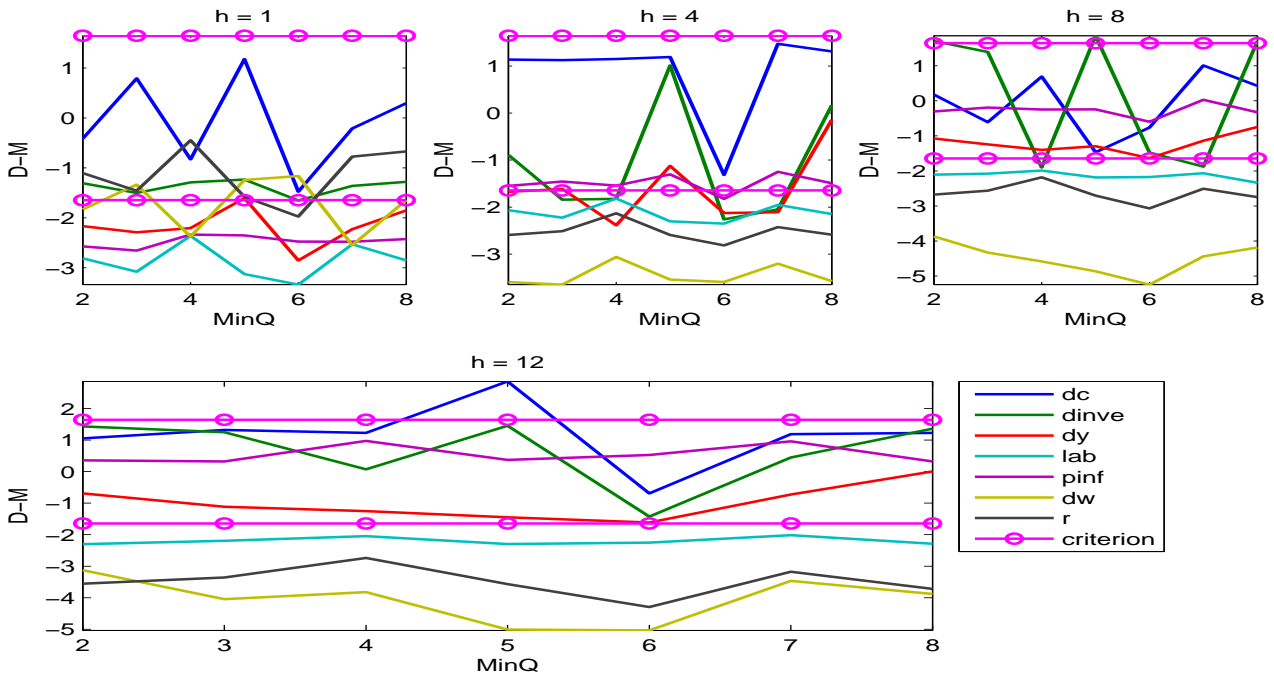 h = 1
D−M
1
0
−1
−2
−3
2 4 6 8
MinQ
h = 4
D−M
1
0
−1
−2
−3
2 4 6 8
MinQ
h = 8
D−M
1
0
−1
−2
−3
−4
−5
2 4 6 8
MinQ
h = 12
D−M
2
1
0
−1
−2
−3
−4
−5
2 3 4 5 6 7 8
MinQ
dc
dinve
dy
lab
pinf
dw
r
criterion